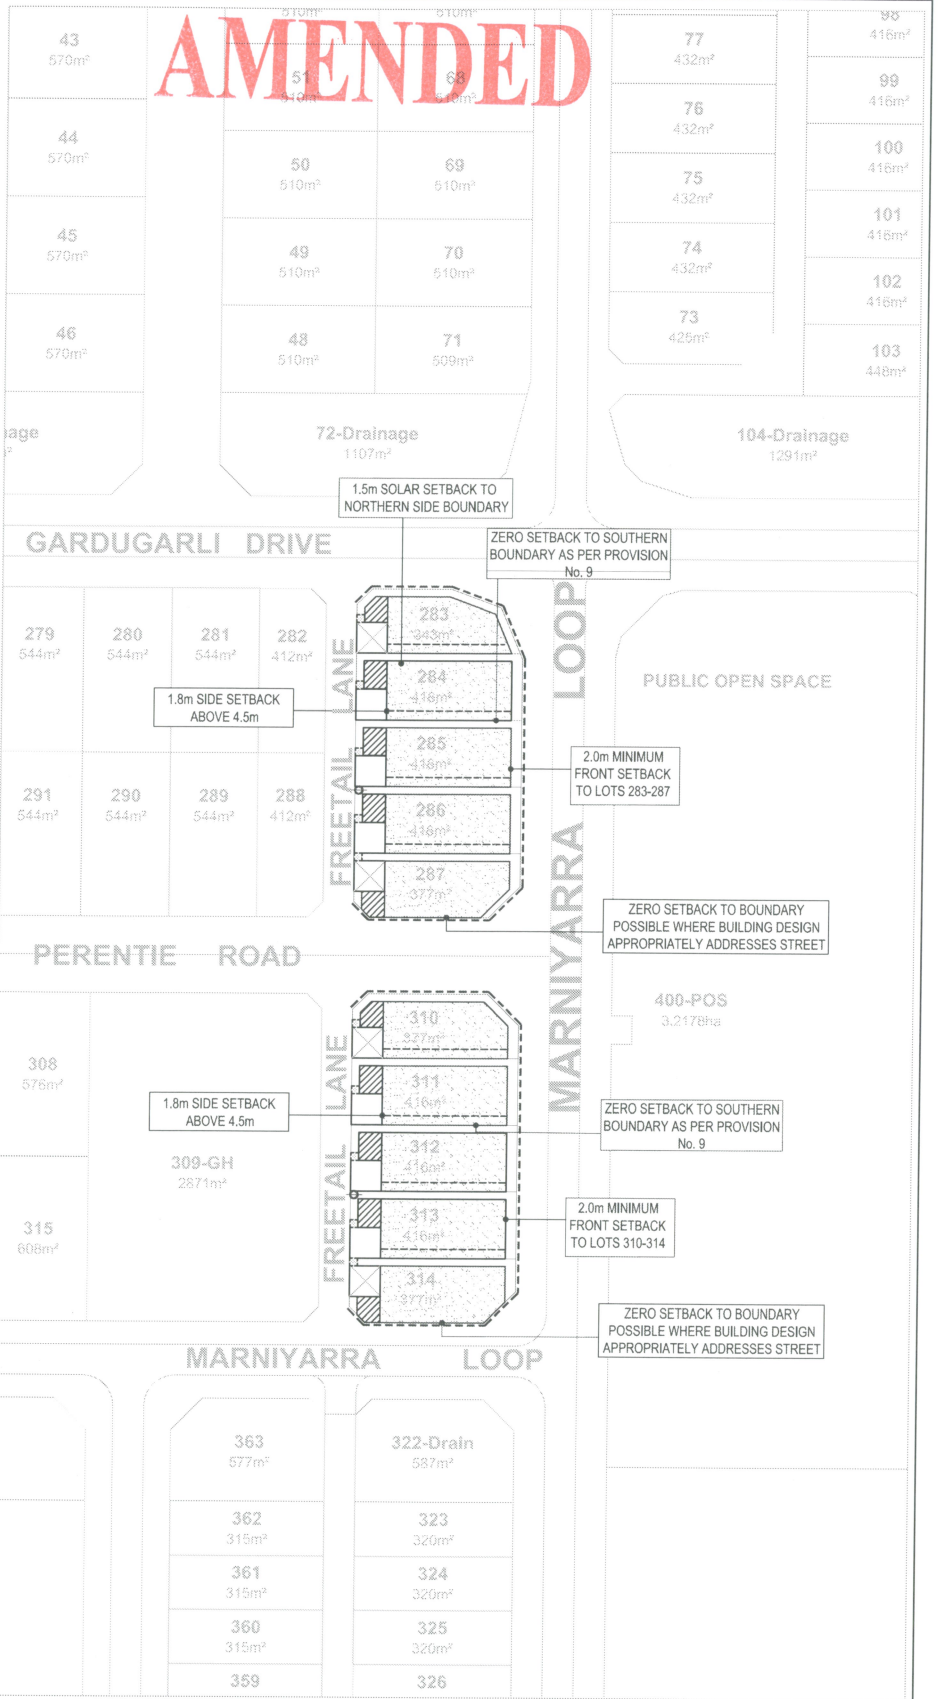 510m²
510m²
98
416m²
AMENDED
43
570m²
77
432m²
51
510m²
68
510m²
99
416m²
76
432m²
44
570m²
100
416m²
50
510m²
69
510m²
75
432m²
101
416m²
45
570m²
49
510m²
70
510m²
74
432m²
102
416m²
46
570m²
48
510m²
71
509m²
73
425m²
103
448m²
72-Drainage
1107m²
104-Drainage
1291m²
1.5m SOLAR SETBACK TO
NORTHERN SIDE BOUNDARY
GARDUGARLI DRIVE
ZERO SETBACK TO SOUTHERN
BOUNDARY AS PER PROVISION
No. 9
279
544m²
280
544m²
281
544m²
282
412m²
283
343m²
284
416m²
PUBLIC OPEN SPACE
1.8m SIDE SETBACK
ABOVE 4.5m
FREETAIL LANE
MARNIYARRA LOOP
285
416m²
2.0m MINIMUM
FRONT SETBACK
TO LOTS 283-287
291
544m²
290
544m²
289
544m²
288
412m²
286
416m²
287
377m²
ZERO SETBACK TO BOUNDARY
POSSIBLE WHERE BUILDING DESIGN
APPROPRIATELY ADDRESSES STREET
PERENTIE ROAD
400-POS
3.2178ha
310
377m²
308
576m²
311
416m²
1.8m SIDE SETBACK
ABOVE 4.5m
FREETAIL LANE
ZERO SETBACK TO SOUTHERN
BOUNDARY AS PER PROVISION
No. 9
309-GH
2871m²
312
416m²
315
608m²
313
416m²
2.0m MINIMUM
FRONT SETBACK
TO LOTS 310-314
314
377m²
ZERO SETBACK TO BOUNDARY
POSSIBLE WHERE BUILDING DESIGN
APPROPRIATELY ADDRESSES STREET
MARNIYARRA LOOP
363
577m²
322-Drain
587m²
362
315m²
323
320m²
361
315m²
324
320m²
360
315m²
325
320m²
359
326